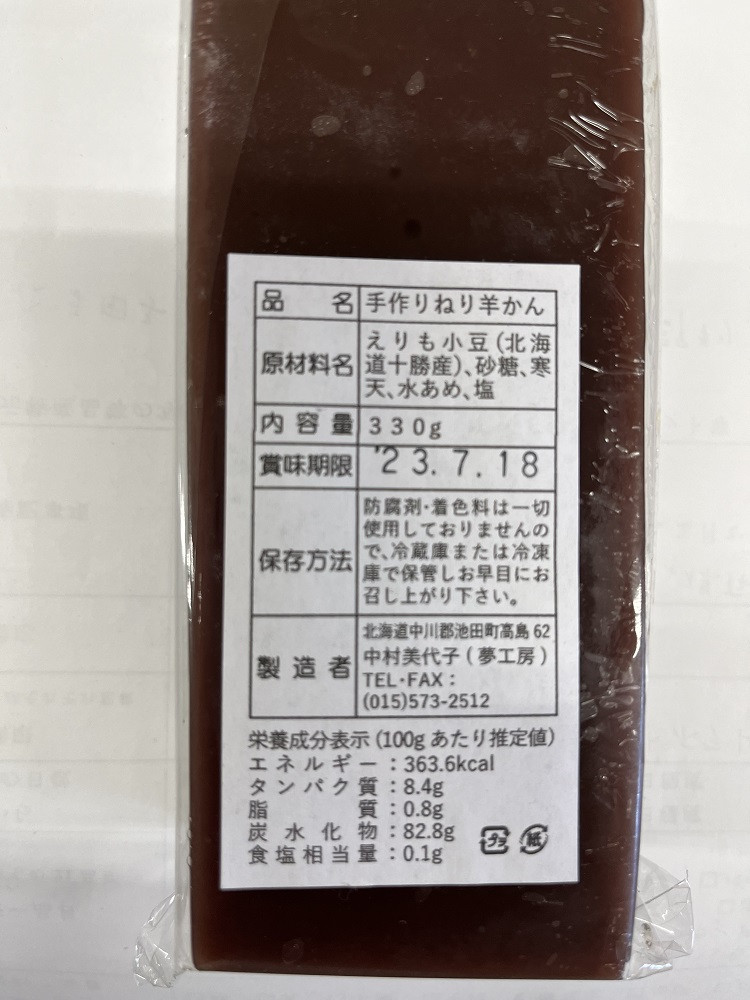 品名 手作りねり羊かん
原材料名 えりも小豆(北海
道十勝産)、砂糖、寒
天、水あめ、塩
内容量 330g
賞味期限 '23.7.18
保存方法 防腐剤・着色料は一切
使用しておりませんの
で、冷蔵庫または冷凍
庫で保管しお早目にお
召し上がり下さい。
製造者 北海道中川郡池田町高島62
中村美代子(夢工房)
TEL・FAX:
(015)573-2512
栄養成分表示(100gあたり推定値)
エネルギー:363.6kcal
タンパク質:8.4g
脂質:0.8g
炭水化物:82.8g
食塩相当量:0.1g
プラ 紙